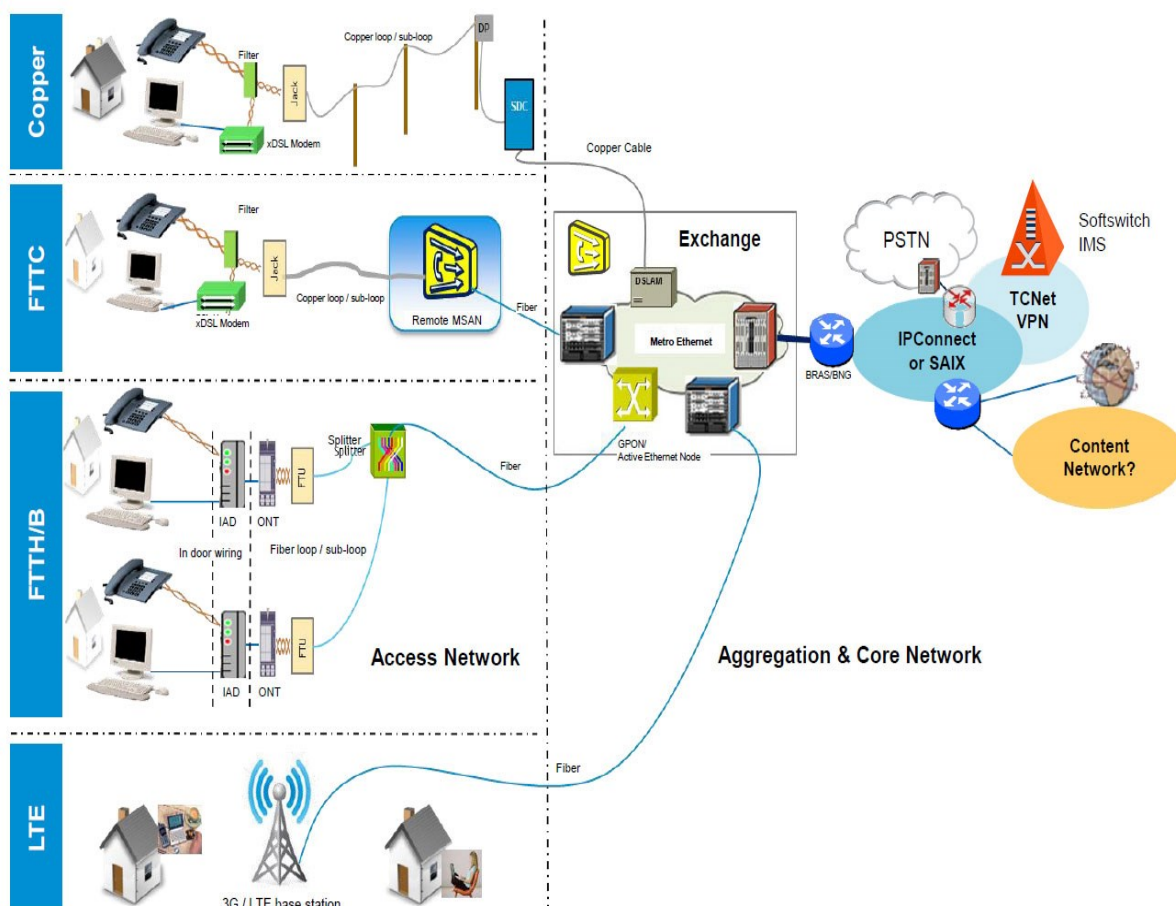 Copper
Filter
Jack
xDSL Modem
Copper loop / sub-loop
DP
SDC
Copper Cable
FTTC
Filter
Jack
xDSL Modem
Copper loop / sub-loop
Remote MSAN
Fiber
Exchange
DSLAM
Metro Ethernet
GPON/
Active Ethernet Node
BRAS/BNG
PSTN
Softswitch
IMS
TCNet
VPN
IPConnect
or SAIX
Content
Network?
FTTH/B
Splitter
Splitter
FTU
IAD
ONT
Fiber
In door wiring
Fiber loop / sub-loop
FTU
IAD
ONT
Access Network
Aggregation & Core Network
LTE
Fiber
3G / LTE base station